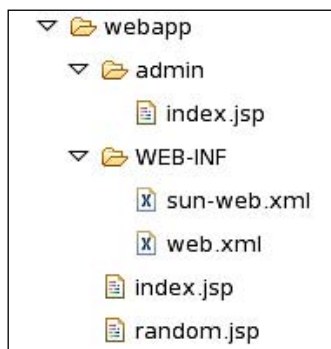 webapp
admin
index.jsp
WEB-INF
sun-web.xml
web.xml
index.jsp
random.jsp